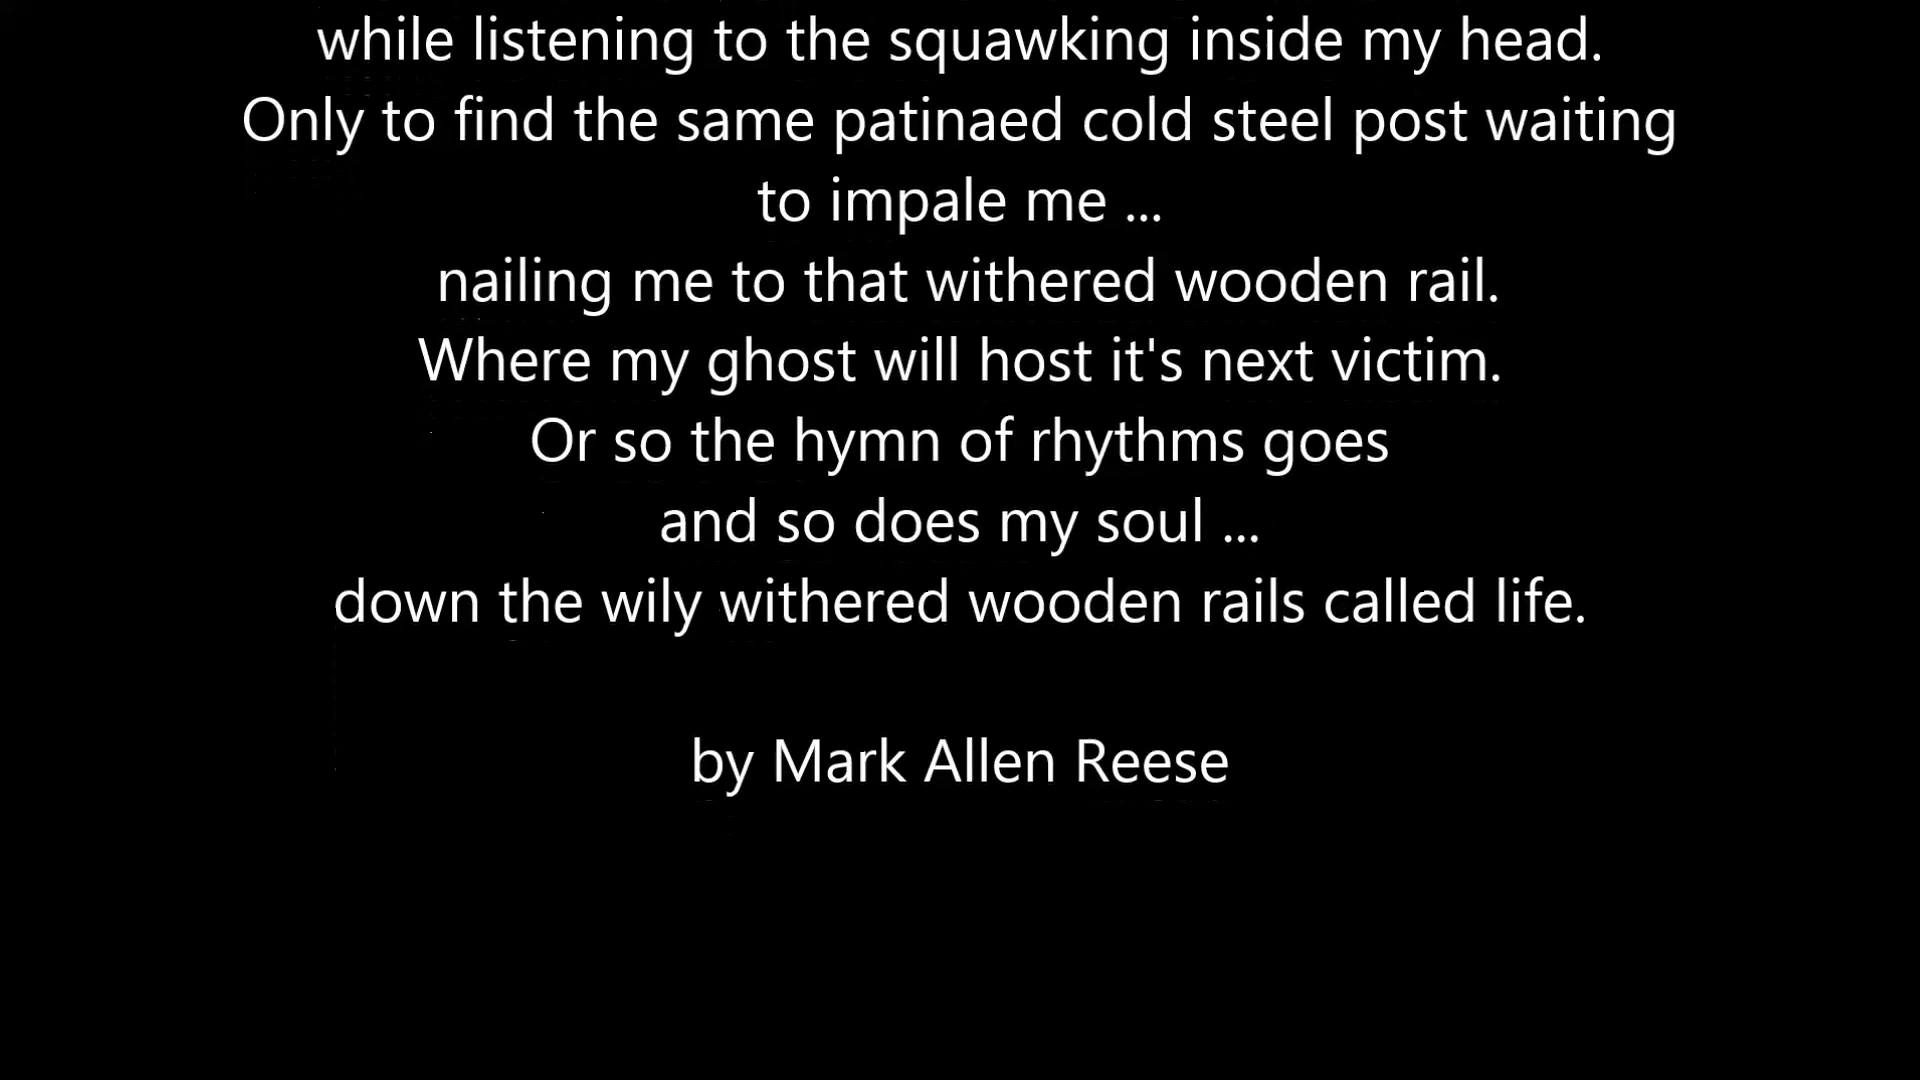 while listening to the squawking inside my head.
Only to find the same patinaed cold steel post waiting
to impale me ...
nailing me to that withered wooden rail.
Where my ghost will host it's next victim.
Or so the hymn of rhythms goes
and so does my soul ...
down the wily withered wooden rails called life.
by Mark Allen Reese